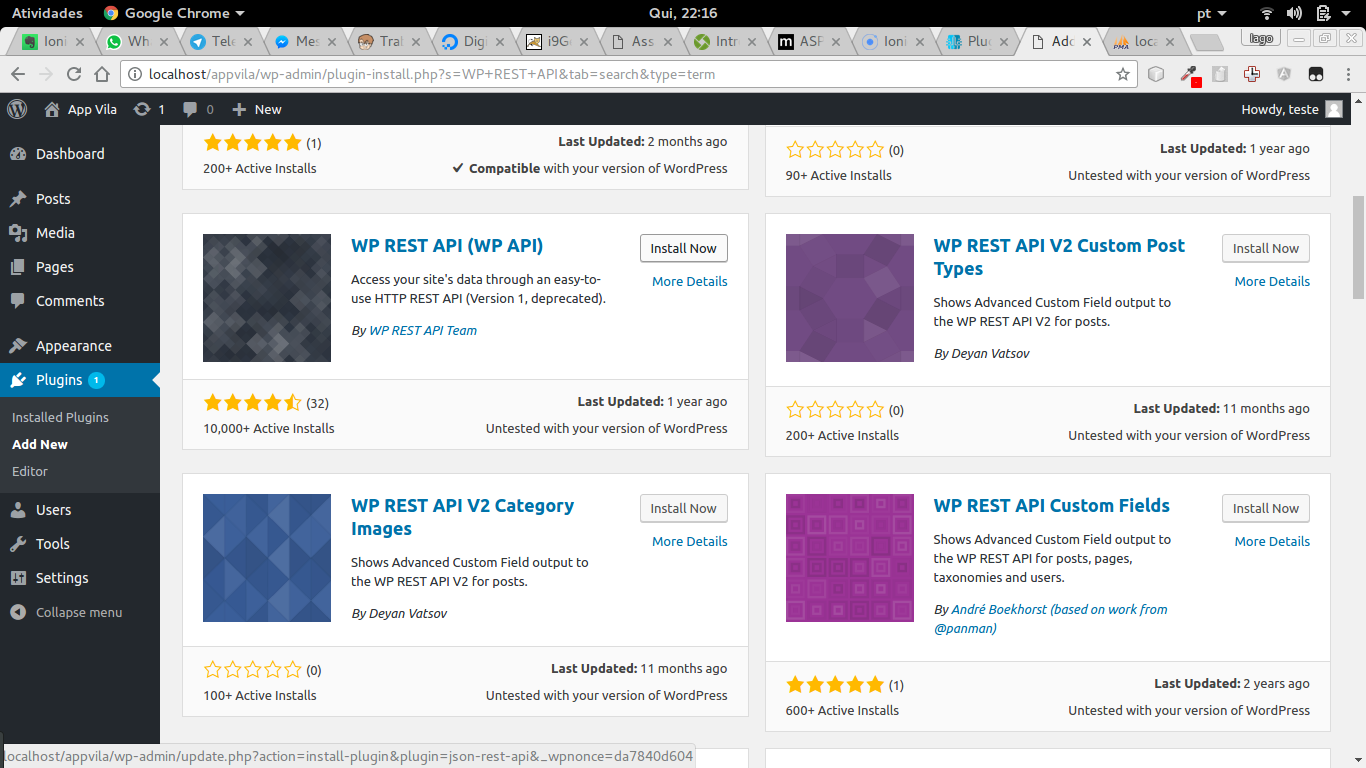 Atividades
Google Chrome
Qui, 22:16
pt
Ioni
Wh
Tele
Mes
Tral
Digi
i9Ge
Ass
Intr
ASP
Ioni
Plug
Add
loca
Iago
localhost/appvila/wp-admin/plugin-install.php?s=WP+REST+API&tab=search&type=term
App Vila
1
0
New
Howdy, teste
Dashboard
Posts
Media
Pages
Comments
Appearance
Plugins 1
Installed Plugins
Add New
Editor
Users
Tools
Settings
Collapse menu
(1)
Last Updated: 2 months ago
200+ Active Installs
Compatible with your version of WordPress
(0)
Last Updated: 1 year ago
90+ Active Installs
Untested with your version of WordPress
WP REST API (WP API)
Install Now
More Details
Access your site's data through an easy-to-
use HTTP REST API (Version 1, deprecated).
By WP REST API Team
(32)
Last Updated: 1 year ago
10,000+ Active Installs
Untested with your version of WordPress
WP REST API V2 Custom Post
Types
Install Now
More Details
Shows Advanced Custom Field output to
the WP REST API V2 for posts.
By Deyan Vatsov
(0)
Last Updated: 11 months ago
200+ Active Installs
Untested with your version of WordPress
WP REST API V2 Category
Images
Install Now
More Details
Shows Advanced Custom Field output to
the WP REST API V2 for posts.
By Deyan Vatsov
(0)
Last Updated: 11 months ago
100+ Active Installs
Untested with your version of WordPress
WP REST API Custom Fields
Install Now
More Details
Shows Advanced Custom Field output to
the WP REST API for posts, pages,
taxonomies and users.
By André Boekhorst (based on work from
@panman)
(1)
Last Updated: 2 years ago
600+ Active Installs
Untested with your version of WordPress
localhost/appvila/wp-admin/update.php?action=install-plugin&plugin=json-rest-api&_wpnonce=da7840d604